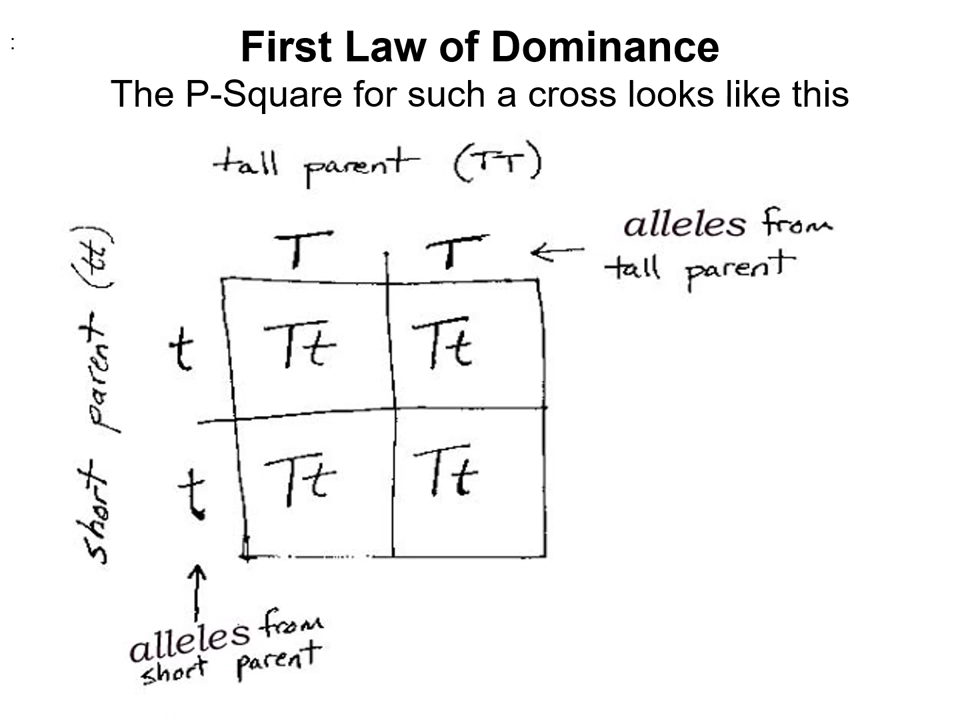 :
First Law of Dominance
The P-Square for such a cross looks like this
tall parent (TT)
short parent (tt)
T T
alleles from
tall parent
t Tt Tt
t Tt Tt
alleles from
short parent